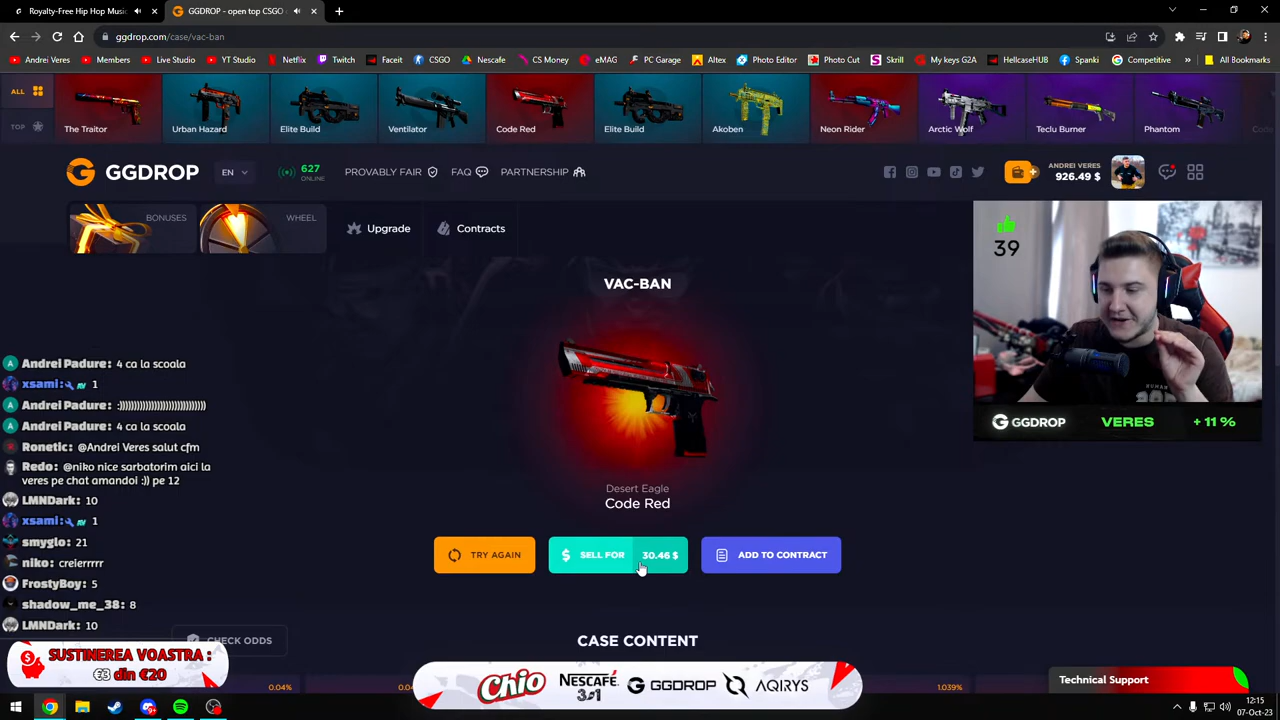 Royalty-Free Hip Hop Music
GGDROP - open top CSGO
ggdrop.com/case/vac-ban
Andrei Veres
Members
Live Studio
YT Studio
Netflix
Twitch
Faceit
CSGO
Nescafe
CS Money
eMAG
PC Garage
Altex
Photo Editor
Photo Cut
Skrill
My keys G2A
HellcaseHUB
Spanki
Competitive
»
All Bookmarks
ALL
TOP
The Traitor
Urban Hazard
Elite Build
Ventilator
Code Red
Elite Build
Akoben
Neon Rider
Arctic Wolf
Teclu Burner
Phantom
GGDROP
EN
627
ONLINE
PROVABLY FAIR
FAQ
PARTNERSHIP
ANDREI VERES
926.49 $
BONUSES
WHEEL
Upgrade
Contracts
39
VAC-BAN
GGDROP
VERES
+ 11 %
Desert Eagle
Code Red
TRY AGAIN
$ SELL FOR
30.46 $
ADD TO CONTRACT
Andrei Padure: 4 ca la scoala
xsami: 1
Andrei Padure: :))))))))))))))))))))))))))))
Andrei Padure: 4 ca la scoala
Ronetic: @Andrei Veres salut cfm
Redo: @niko nice sarbatorim aici la
veres pe chat amandoi :)) pe 12
LMNDark: 10
xsami: 1
smyglo: 21
niko: crelerrrrr
FrostyBoy: 5
shadow_me_38: 8
LMNDark: 10
CHECK ODDS
CASE CONTENT
SUSTINEREA VOASTRA :
€3 din €20
0.04%
1.039%
Chio
NESCAFÉ
3in1
GGDROP
AQIRYS
Technical Support
12:15
07-Oct-23